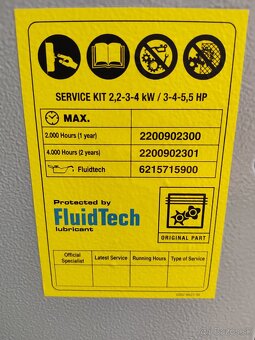 SERVICE KIT 2,2-3-4 kW / 3-4-5,5 HP
MAX.
2.000 Hours (1 year) 2200902300
4.000 Hours (2 years) 2200902301
Fluidtech 6215715900
Protected by
FluidTech
lubricant
ORIGINAL PART
Official Specialist Latest Service Running Hours Type of Service